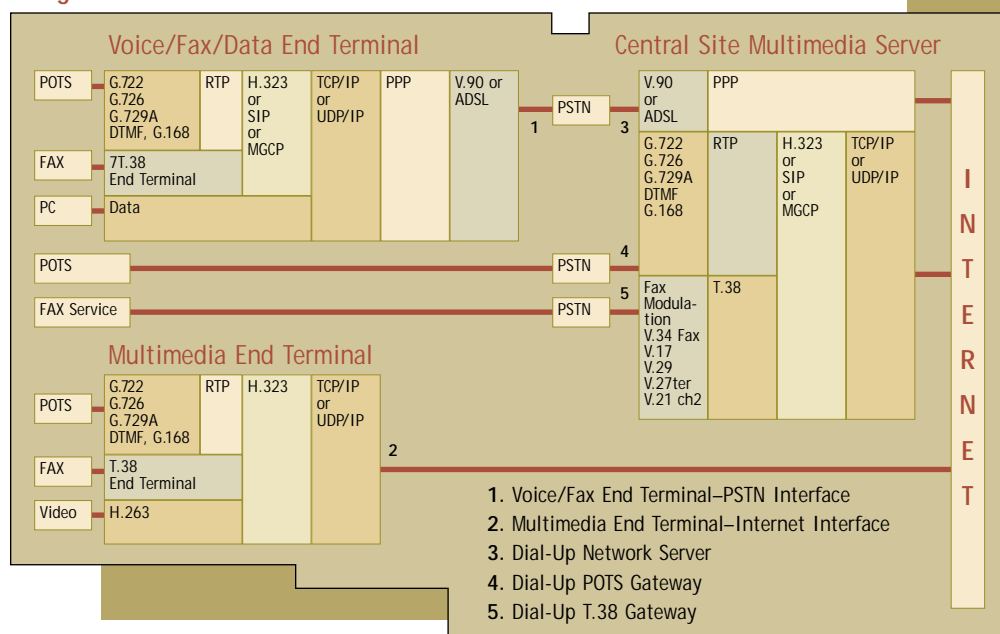 Voice/Fax/Data End Terminal
POTS
G.722
G.726
G.729A
DTMF, G.168
RTP
H.323
or
SIP
or
MGCP
TCP/IP
or
UDP/IP
PPP
V.90 or
ADSL
FAX
7T.38
End Terminal
PC
Data
1
PSTN
3
Central Site Multimedia Server
V.90
or
ADSL
PPP
G.722
G.726
G.729A
DTMF
G.168
RTP
H.323
or
SIP
or
MGCP
TCP/IP
or
UDP/IP
POTS
PSTN
4
FAX Service
PSTN
5
Fax
Modula-
tion
V.34 Fax
V.17
V.29
V.27ter
V.21 ch2
T.38
INTERNET
Multimedia End Terminal
POTS
G.722
G.726
G.729A
DTMF, G.168
RTP
H.323
TCP/IP
or
UDP/IP
FAX
T.38
End Terminal
Video
H.263
2
1. Voice/Fax End Terminal–PSTN Interface
2. Multimedia End Terminal–Internet Interface
3. Dial-Up Network Server
4. Dial-Up POTS Gateway
5. Dial-Up T.38 Gateway